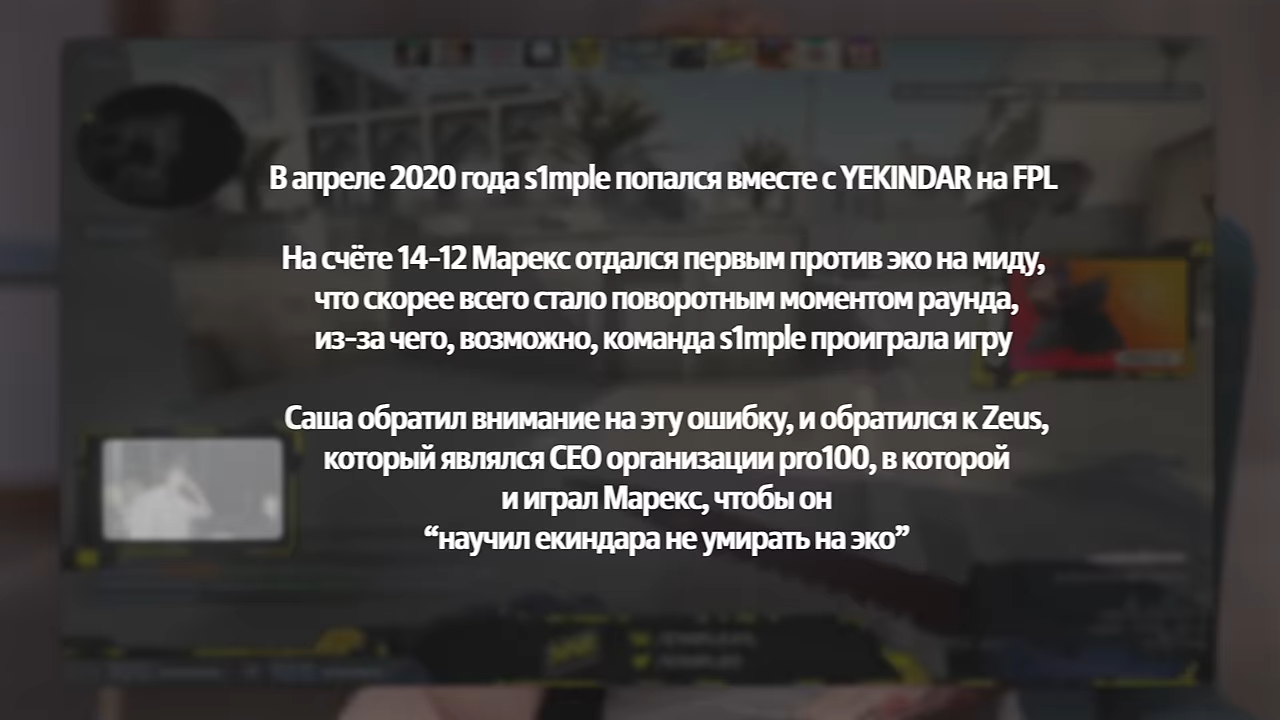 В апреле 2020 года s1mple попался вместе с YEKINDAR на FPL
На счёте 14-12 Марекс отдался первым против эко на миду,
что скорее всего стало поворотным моментом раунда,
из-за чего, возможно, команда s1mple проиграла игру
Саша обратил внимание на эту ошибку, и обратился к Zeus,
который являлся CEO организации pro100, в которой
и играл Марекс, чтобы он
“научил екиндара не умирать на эко”